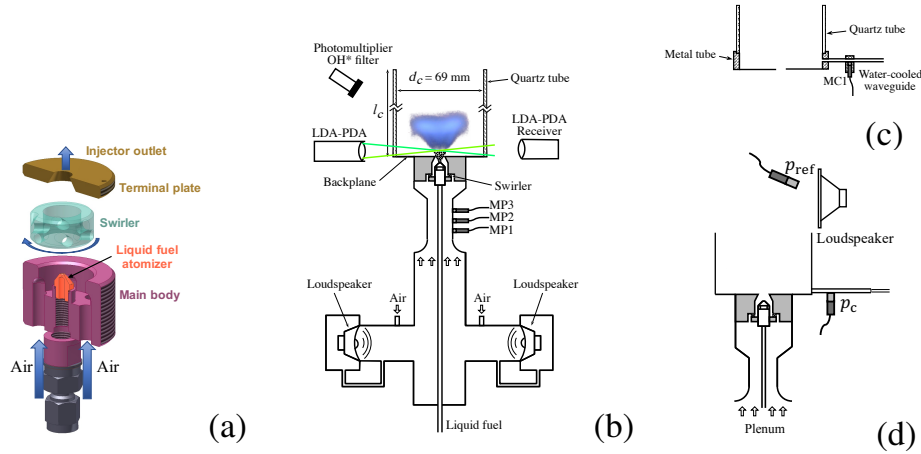 Injector outlet
Terminal plate
Swirler
Liquid fuel
atomizer
Main body
Air
Air
(a)
Photomultiplier
OH* filter
d_c = 69 mm
Quartz tube
l_c
LDA-PDA
LDA-PDA
Receiver
Backplane
Swirler
MP3
MP2
MP1
Loudspeaker
Air
Air
Loudspeaker
Liquid fuel
(b)
Metal tube
Quartz tube
MC1
Water-cooled
waveguide
(c)
p_ref
Loudspeaker
p_c
Plenum
(d)